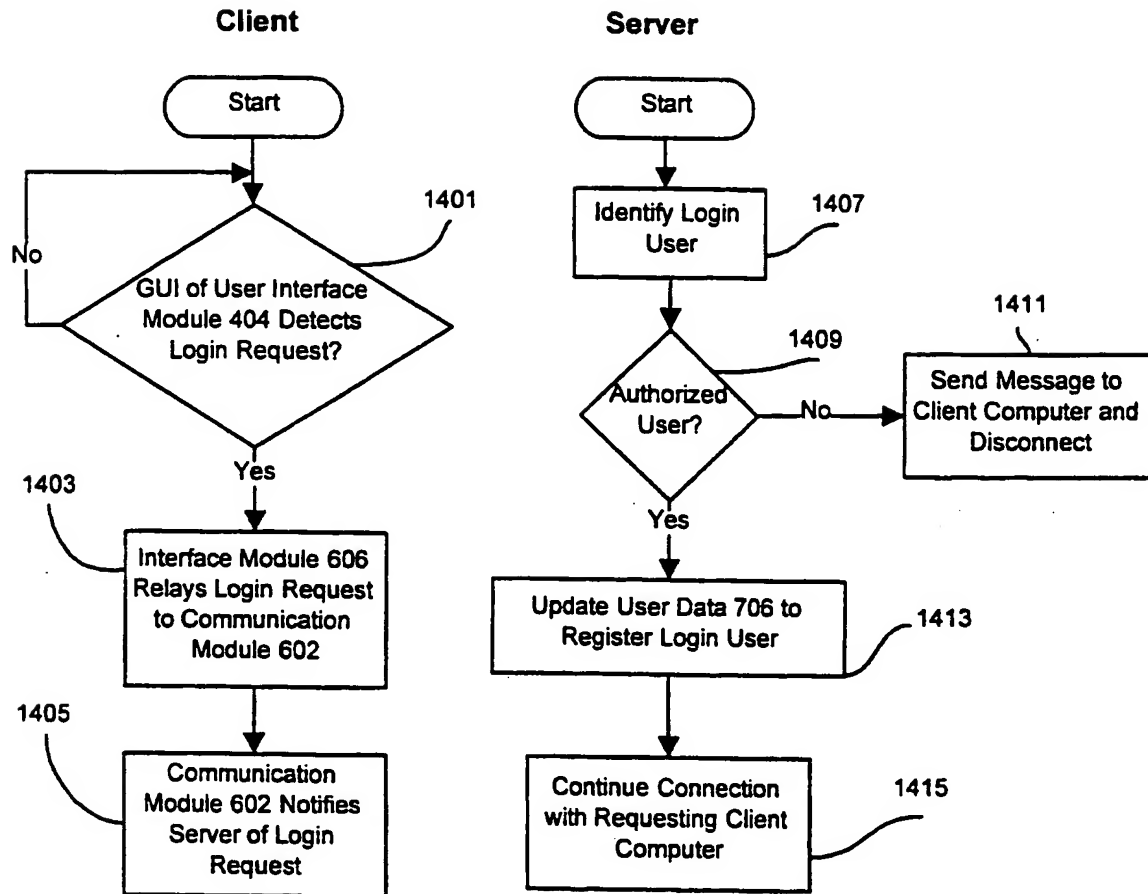 Client
Start
1401
No
GUI of User Interface
Module 404 Detects
Login Request?
Yes
1403
Interface Module 606
Relays Login Request
to Communication
Module 602
1405
Communication
Module 602 Notifies
Server of Login
Request
Server
Start
1407
Identify Login
User
1409
Authorized
User?
No
1411
Send Message to
Client Computer and
Disconnect
Yes
Update User Data 706 to
Register Login User
1413
Continue Connection
with Requesting Client
Computer
1415